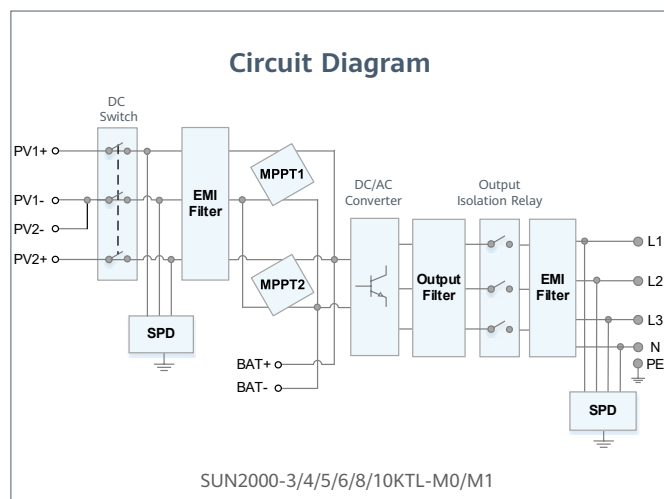 Circuit Diagram
DC
Switch
PV1+
PV1-
PV2-
PV2+
EMI
Filter
SPD
MPPT1
MPPT2
BAT+
BAT-
DC/AC
Converter
Output
Filter
Output
Isolation Relay
EMI
Filter
L1
L2
L3
N
PE
SPD
SUN2000-3/4/5/6/8/10KTL-M0/M1